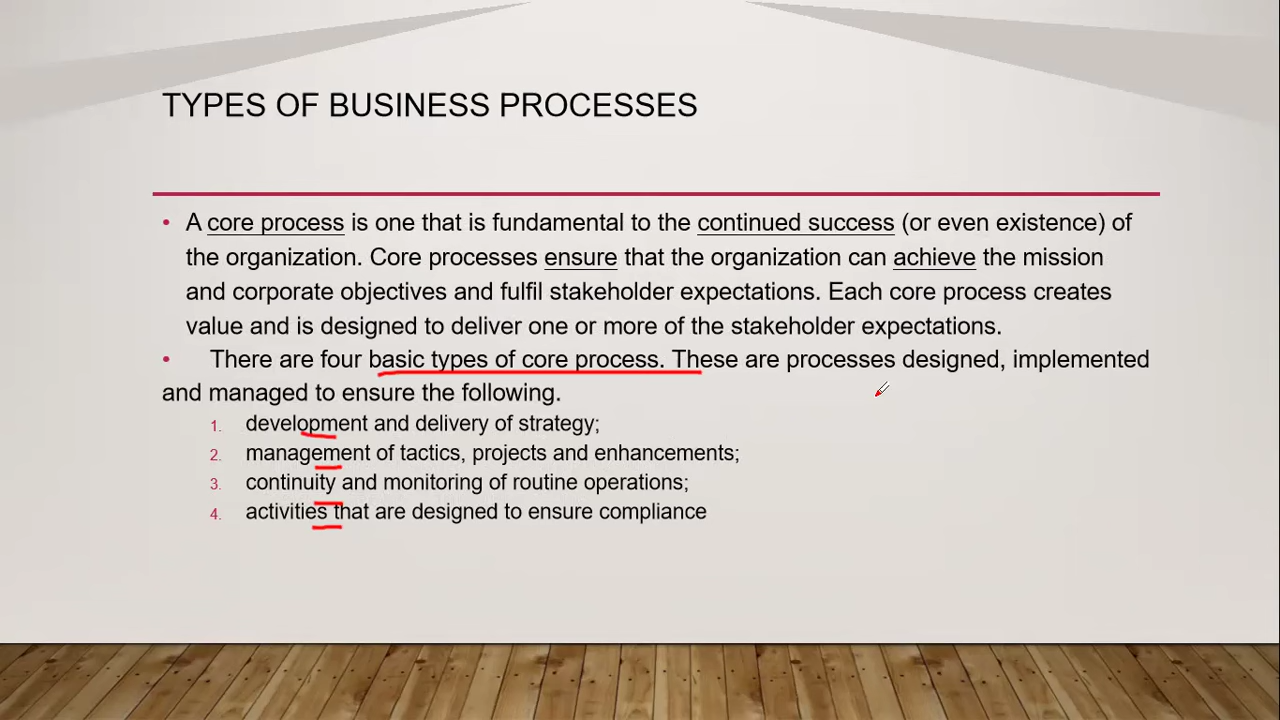 TYPES OF BUSINESS PROCESSES
• A core process is one that is fundamental to the continued success (or even existence) of
the organization. Core processes ensure that the organization can achieve the mission
and corporate objectives and fulfil stakeholder expectations. Each core process creates
value and is designed to deliver one or more of the stakeholder expectations.
• There are four basic types of core process. These are processes designed, implemented
and managed to ensure the following.
1. development and delivery of strategy;
2. management of tactics, projects and enhancements;
3. continuity and monitoring of routine operations;
4. activities that are designed to ensure compliance